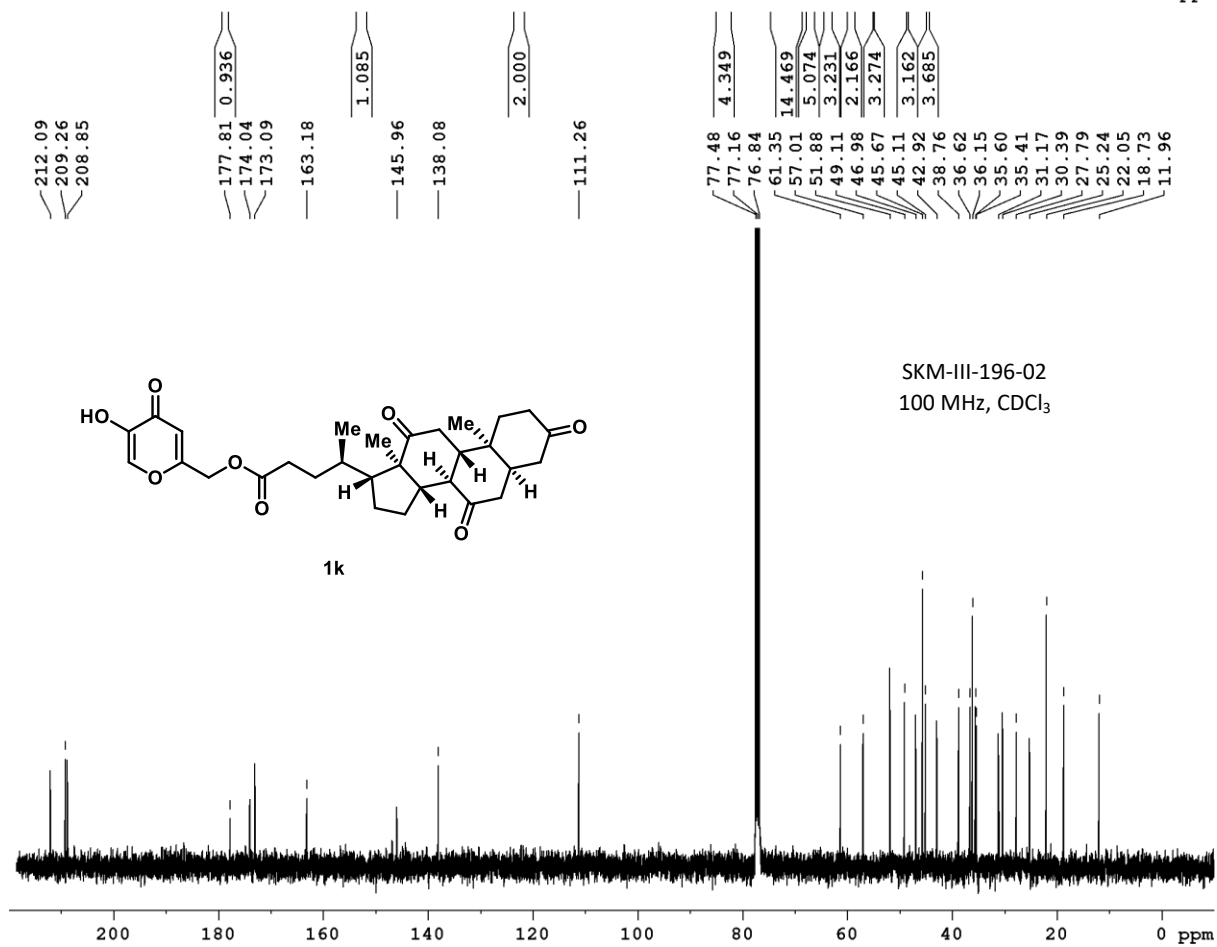 0.936
1.085
2.000
4.349
14.469
5.074
3.231
2.166
3.274
3.162
3.685
212.09
209.26
208.85
177.81
174.04
173.09
163.18
145.96
138.08
111.26
77.48
77.16
76.84
61.35
57.01
51.88
49.11
46.98
45.67
45.11
42.92
38.76
36.62
36.15
35.60
35.41
31.17
30.39
27.79
25.24
22.05
18.73
11.96
SKM-III-196-02
100 MHz, CDCl₃
O
HO
O
O
O
Me
Me
O
Me
O
H
H
H
H
H
O
1k
200 180 160 140 120 100 80 60 40 20 0 ppm